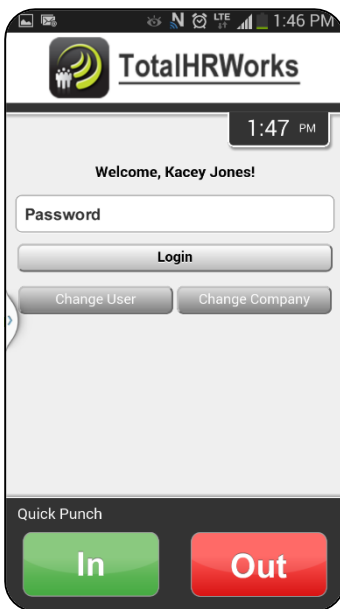 LTE 1:46 PM
TotalHRWorks
1:47 PM
Welcome, Kacey Jones!
Password
Login
Change User Change Company
Quick Punch
In Out